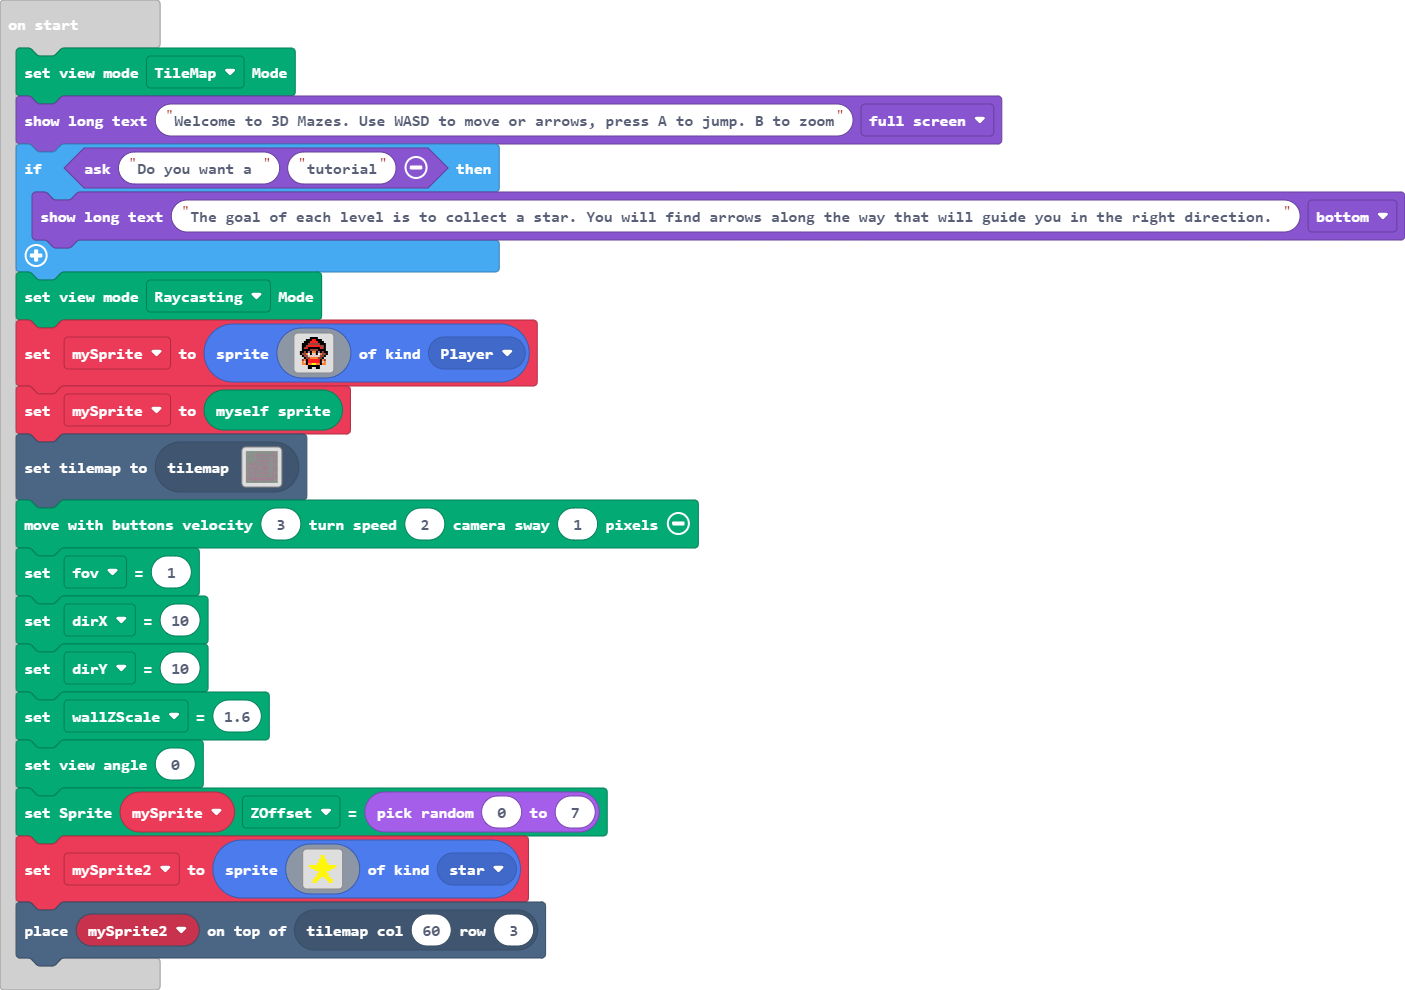 on start
set view mode TileMap Mode
show long text "Welcome to 3D Mazes. Use WASD to move or arrows, press A to jump. B to zoom" full screen
if ask "Do you want a " "tutorial" then
show long text "The goal of each level is to collect a star. You will find arrows along the way that will guide you in the right direction. " bottom
set view mode Raycasting Mode
set mySprite to sprite of kind Player
set mySprite to myself sprite
set tilemap to tilemap
move with buttons velocity 3 turn speed 2 camera sway 1 pixels
set fov = 1
set dirX = 10
set dirY = 10
set wallZScale = 1.6
set view angle 0
set Sprite mySprite ZOffset = pick random 0 to 7
set mySprite2 to sprite of kind star
place mySprite2 on top of tilemap col 60 row 3